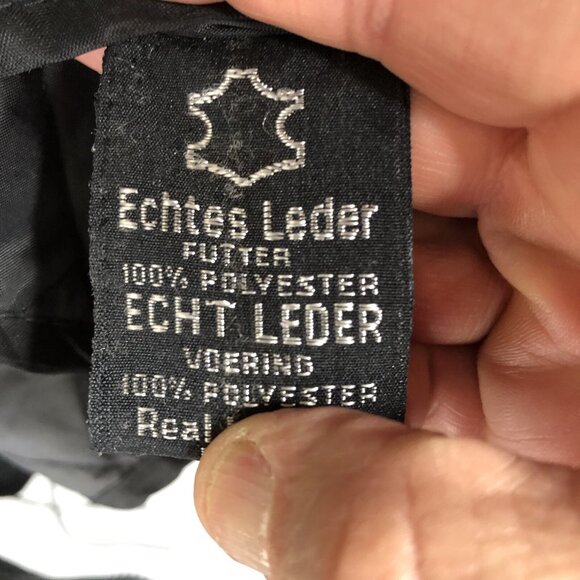 Echtes Leder
FUTTER
100% POLYESTER
ECHT LEDER
VOERING
100% POLYESTER
Real